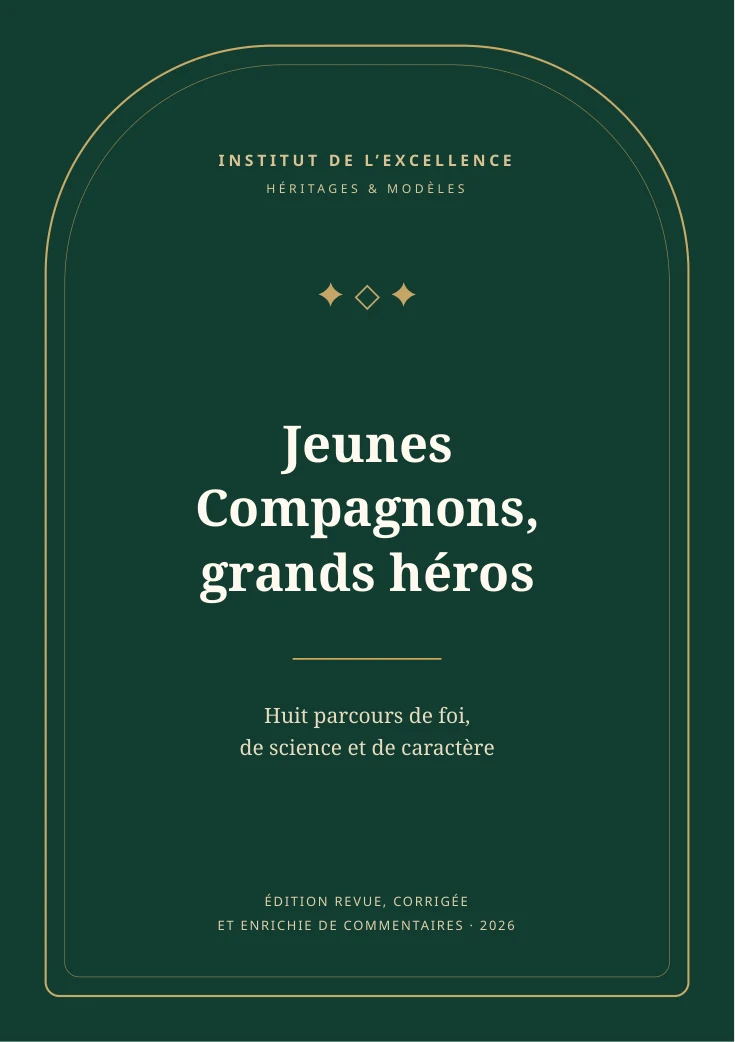 INSTITUT DE L’EXCELLENCE
HÉRITAGES & MODÈLES
Jeunes
Compagnons,
grands héros
Huit parcours de foi,
de science et de caractère
ÉDITION REVUE, CORRIGÉE
ET ENRICHIE DE COMMENTAIRES · 2026